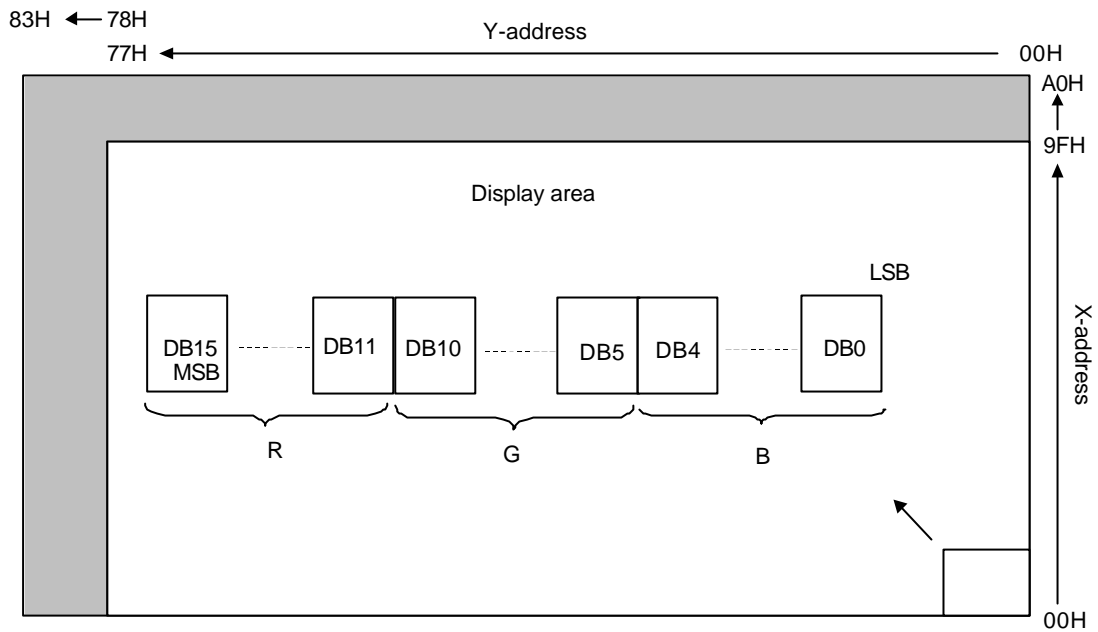 83H 78H
Y-address
77H 00H
A0H
9FH
Display area
LSB
X-address
DB15
MSB
DB11 DB10 DB5 DB4 DB0
R G B
00H